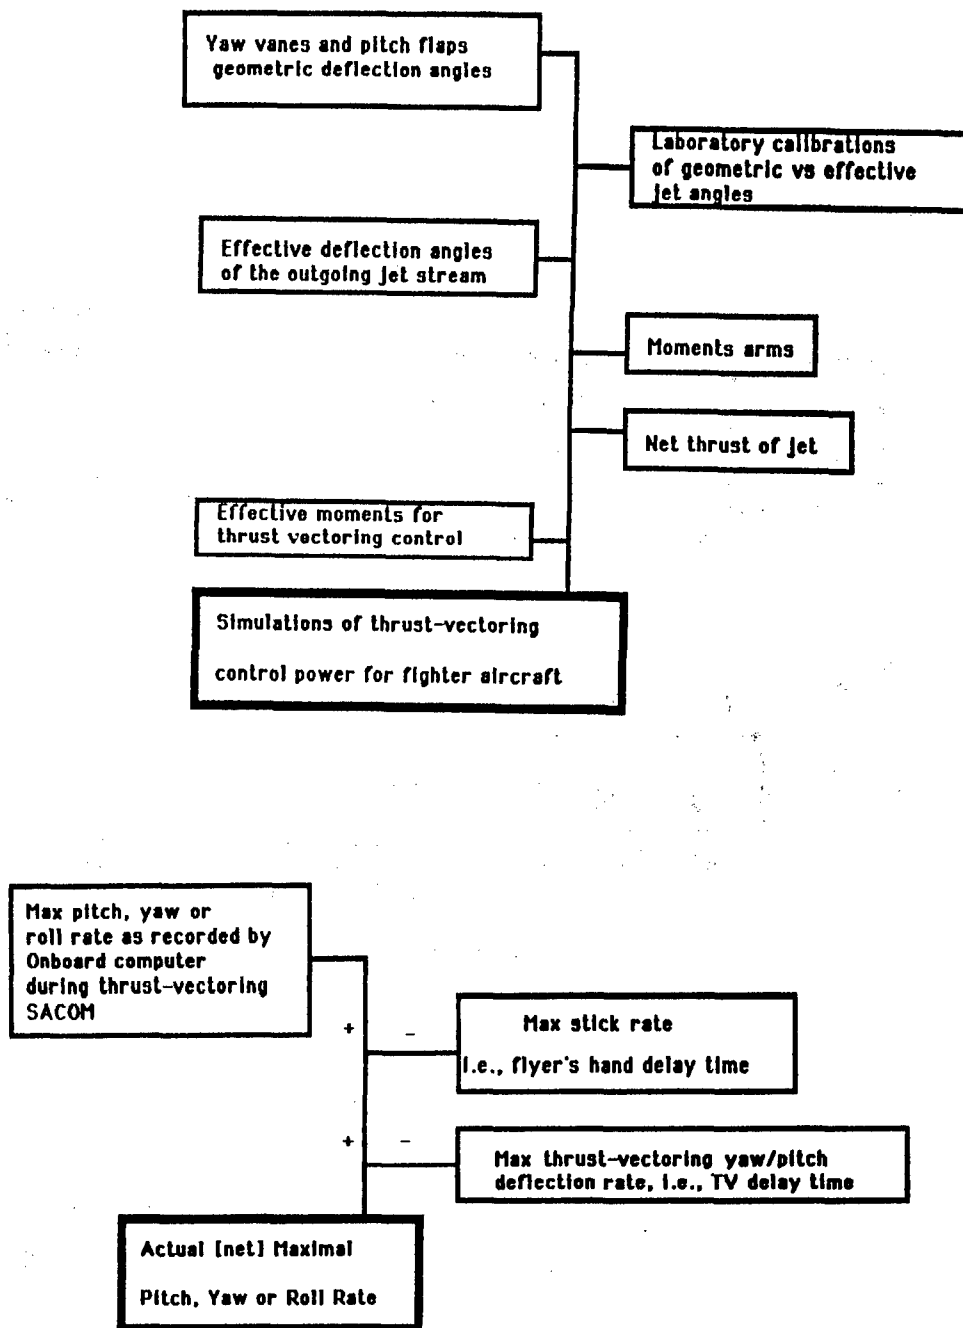 Yaw vanes and pitch flaps
geometric deflection angles
Laboratory calibrations
of geometric vs effective
jet angles
Effective deflection angles
of the outgoing jet stream
Moments arms
Net thrust of jet
Effective moments for
thrust vectoring control
Simulations of thrust-vectoring
control power for fighter aircraft
Max pitch, yaw or
roll rate as recorded by
Onboard computer
during thrust-vectoring
SACOM
+ -
Max stick rate
i.e., flyer's hand delay time
+ -
Max thrust-vectoring yaw/pitch
deflection rate, i.e., TV delay time
Actual [net] Maximal
Pitch, Yaw or Roll Rate